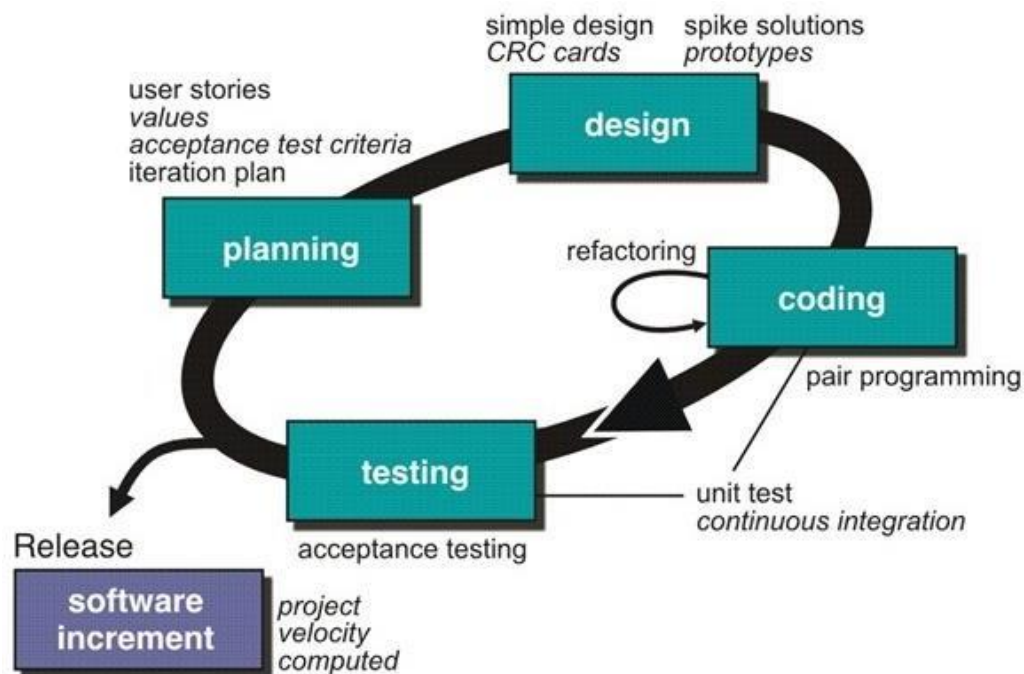 simple design
CRC cards
spike solutions
prototypes
design
user stories
values
acceptance test criteria
iteration plan
planning
refactoring
coding
pair programming
testing
unit test
continuous integration
acceptance testing
Release
software
increment
project
velocity
computed